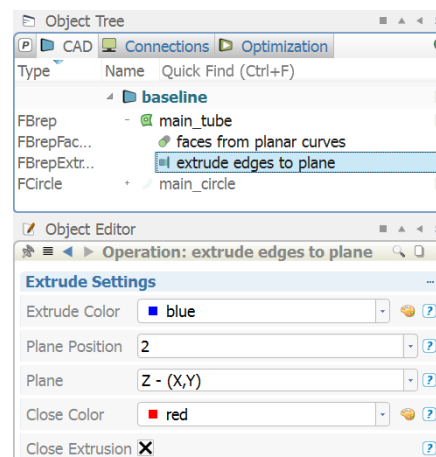 Object Tree
P CAD Connections Optimization
Type Name Quick Find (Ctrl+F)
baseline
FBrep main_tube
FBrepFac... faces from planar curves
FBrepExtr... extrude edges to plane
FCircle main_circle
Object Editor
Operation: extrude edges to plane
Extrude Settings ...
Extrude Color blue ?
Plane Position 2 ?
Plane Z - (X,Y) ?
Close Color red ?
Close Extrusion ?